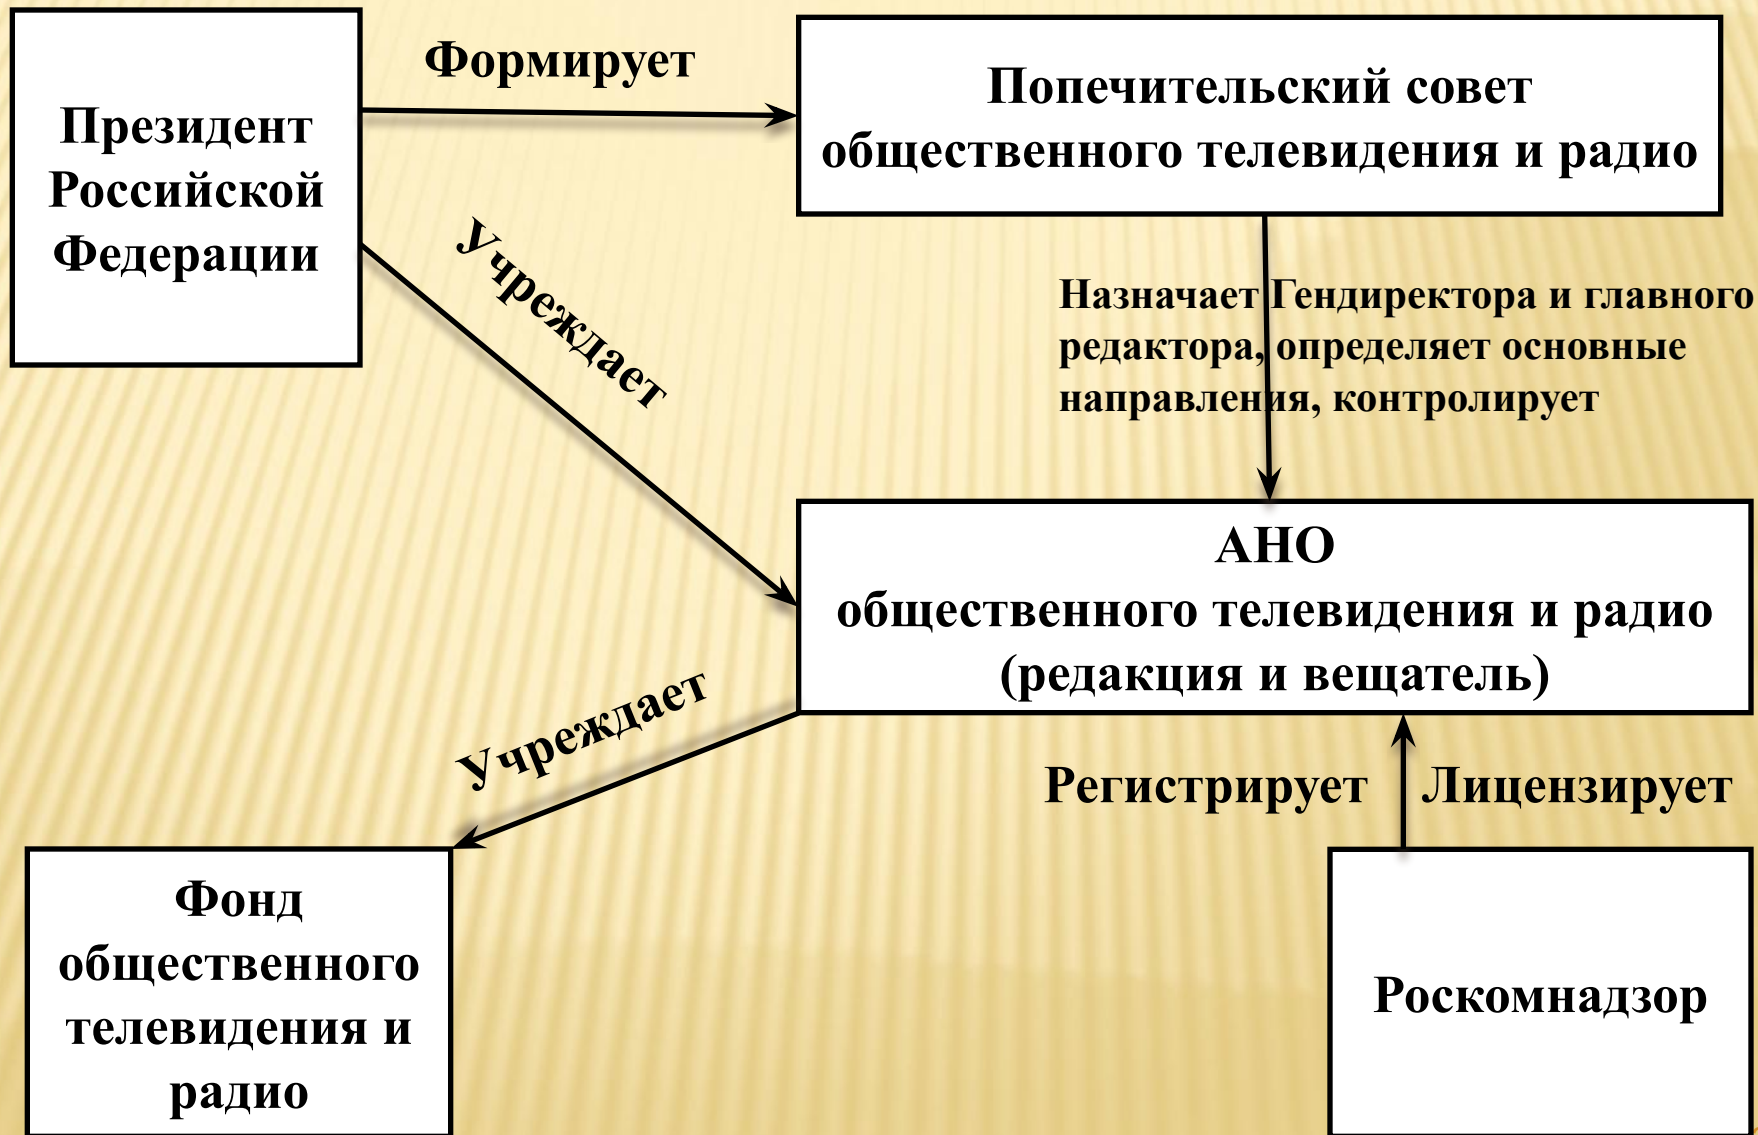 Президент
Российской
Федерации
Формирует
Попечительский совет
общественного телевидения и радио
Учреждает
Назначает Гендиректора и главного
редактора, определяет основные
направления, контролирует
АНО
общественного телевидения и радио
(редакция и вещатель)
Учреждает
Регистрирует
Лицензирует
Фонд
общественного
телевидения и
радио
Роскомнадзор